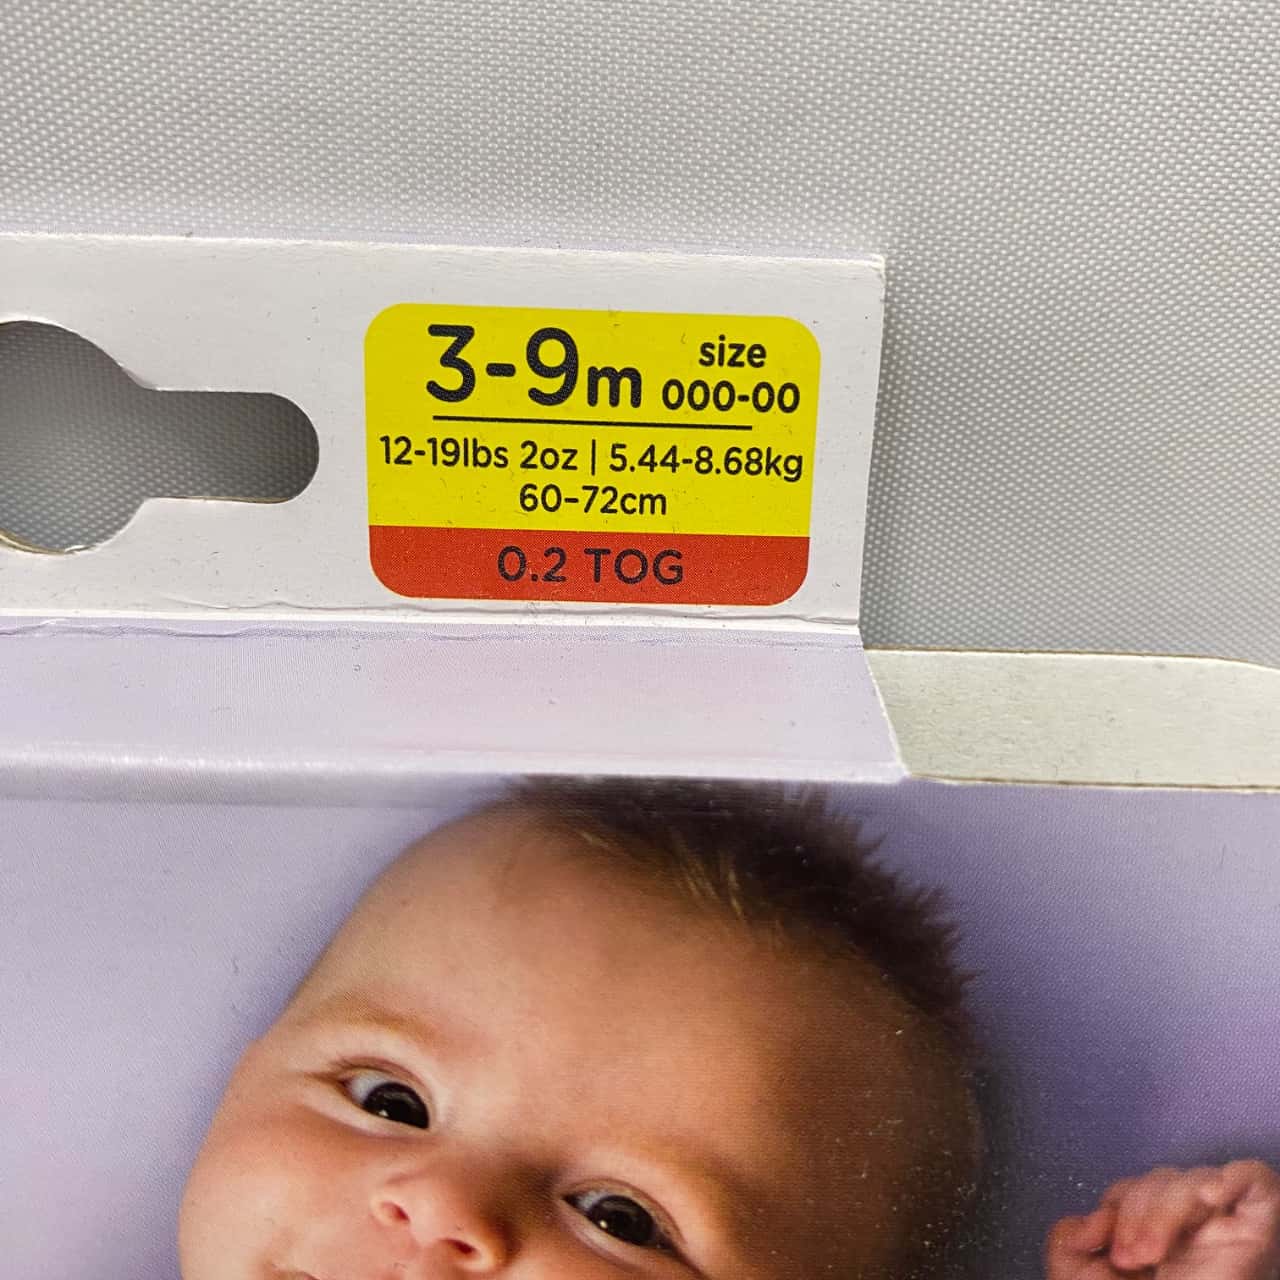 3-9m size 000-00
12-19lbs 2oz | 5.44-8.68kg
60-72cm
0.2 TOG